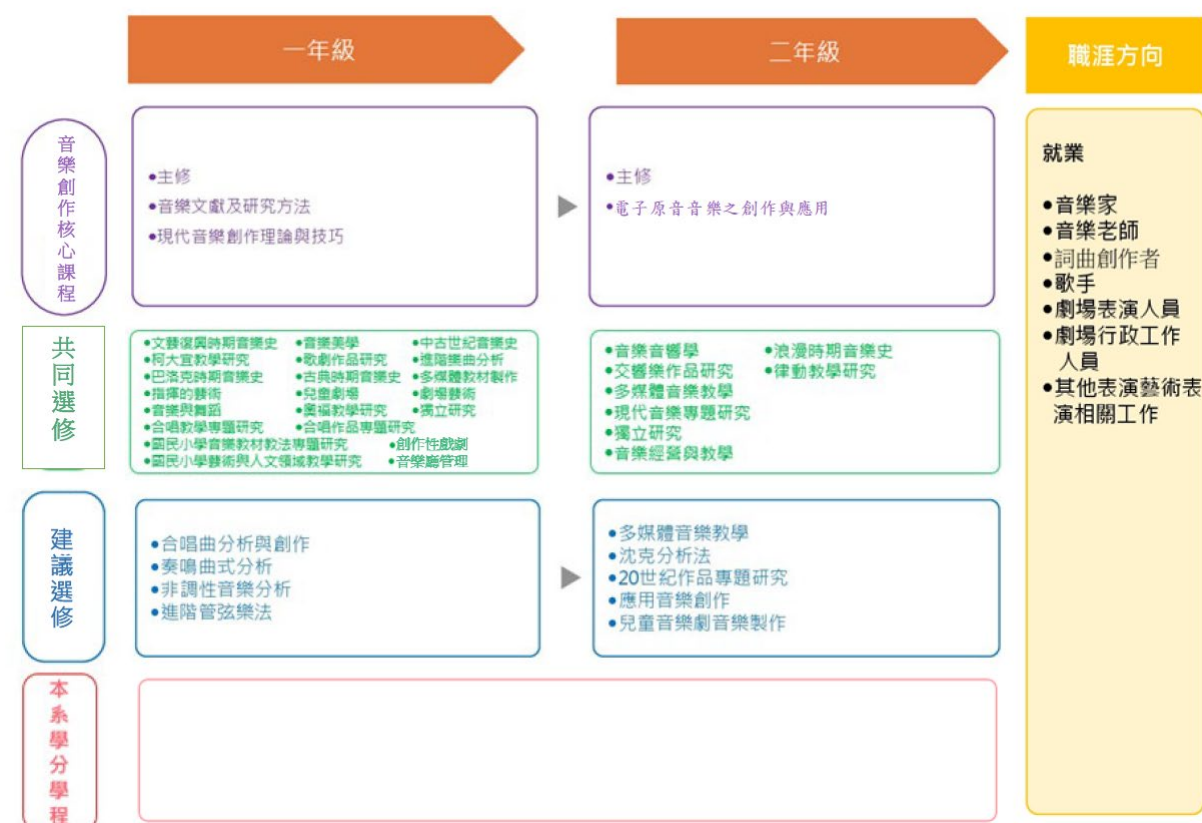 一年級
二年級
職涯方向
音樂創作核心課程
•主修
•音樂文獻及研究方法
•現代音樂創作理論與技巧
•主修
•電子原音音樂之創作與應用
共同選修
•文藝復興時期音樂史 •音樂美學 •中古世紀音樂史
•柯大宜教學研究 •歌劇作品研究 •進階樂曲分析
•巴洛克時期音樂史 •古典時期音樂史 •多媒體教材製作
•指揮的藝術 •兒童劇場 •劇場藝術
•音樂與舞蹈 •奧福教學研究 •獨立研究
•合唱教學專題研究 •合唱作品專題研究
•國民小學音樂教材教法專題研究 •創作性戲劇
•國民小學藝術與人文領域教學研究 •音樂廳管理
•音樂音響學 •浪漫時期音樂史
•交響樂作品研究 •律動教學研究
•多媒體音樂教學
•現代音樂專題研究
•獨立研究
•音樂經營與教學
建議選修
•合唱曲分析與創作
•奏鳴曲式分析
•非調性音樂分析
•進階管弦樂法
•多媒體音樂教學
•沈克分析法
•20世紀作品專題研究
•應用音樂創作
•兒童音樂劇音樂製作
本系學分學程
就業
•音樂家
•音樂老師
•詞曲創作者
•歌手
•劇場表演人員
•劇場行政工作
人員
•其他表演藝術表
演相關工作